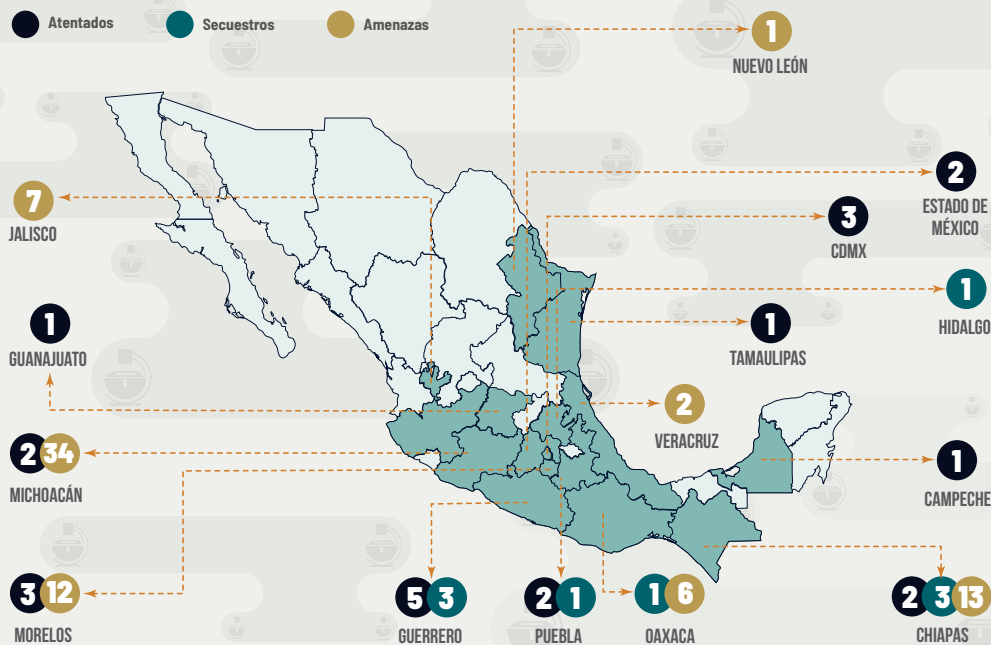 Atentados
Secuestros
Amenazas
1
NUEVO LEÓN
2
ESTADO DE
MÉXICO
3
CDMX
7
JALISCO
1
HIDALGO
1
GUANAJUATO
1
TAMAULIPAS
2
VERACRUZ
2 34
MICHOACÁN
1
CAMPECHE
3 12
MORELOS
5 3
GUERRERO
2 1
PUEBLA
1 6
OAXACA
2 3 13
CHIAPAS